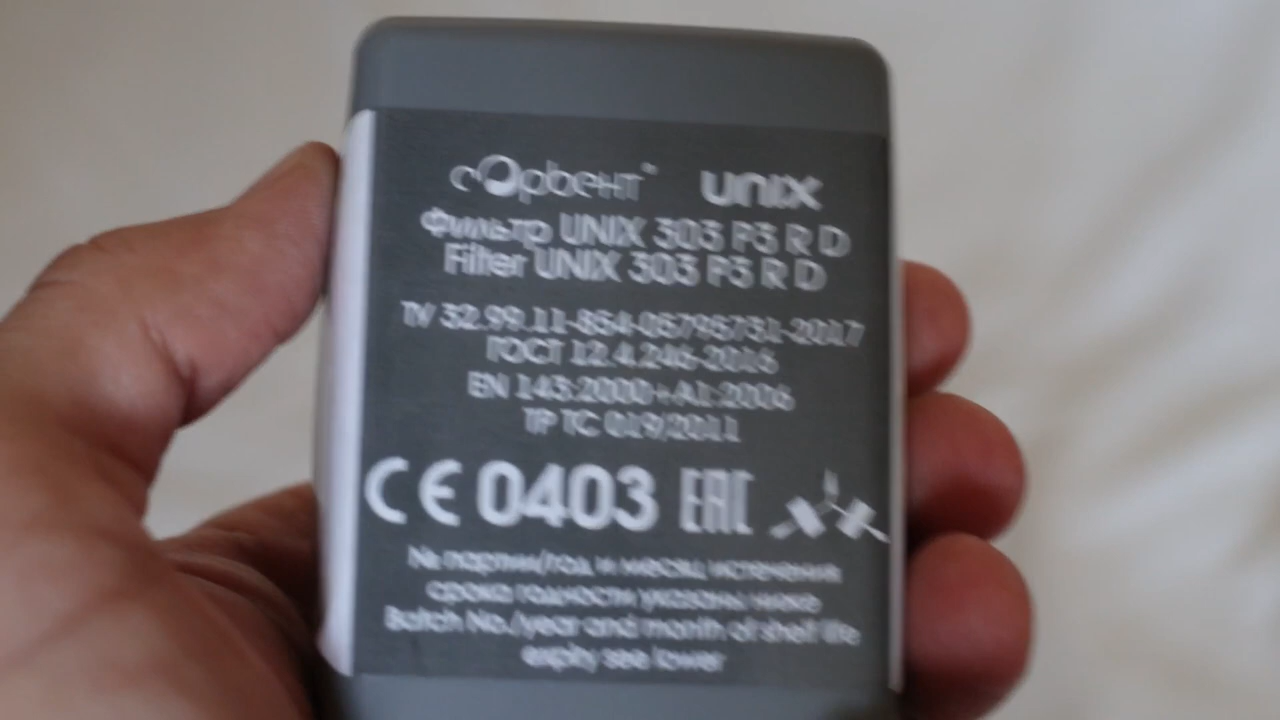 сОрбент™ UNIX
Фильтр UNIX 303 P3 R D
Filter UNIX 303 P3 R D
TV 32.99.11-854-05795731-2017
ГОСТ 12.4.246-2016
EN 143:2000+A1:2006
ТР ТС 019/2011
CE 0403 EAC
№ партии/год и месяц истечения
срока годности указаны ниже
Batch No./year and month of shelf life
expiry see lower